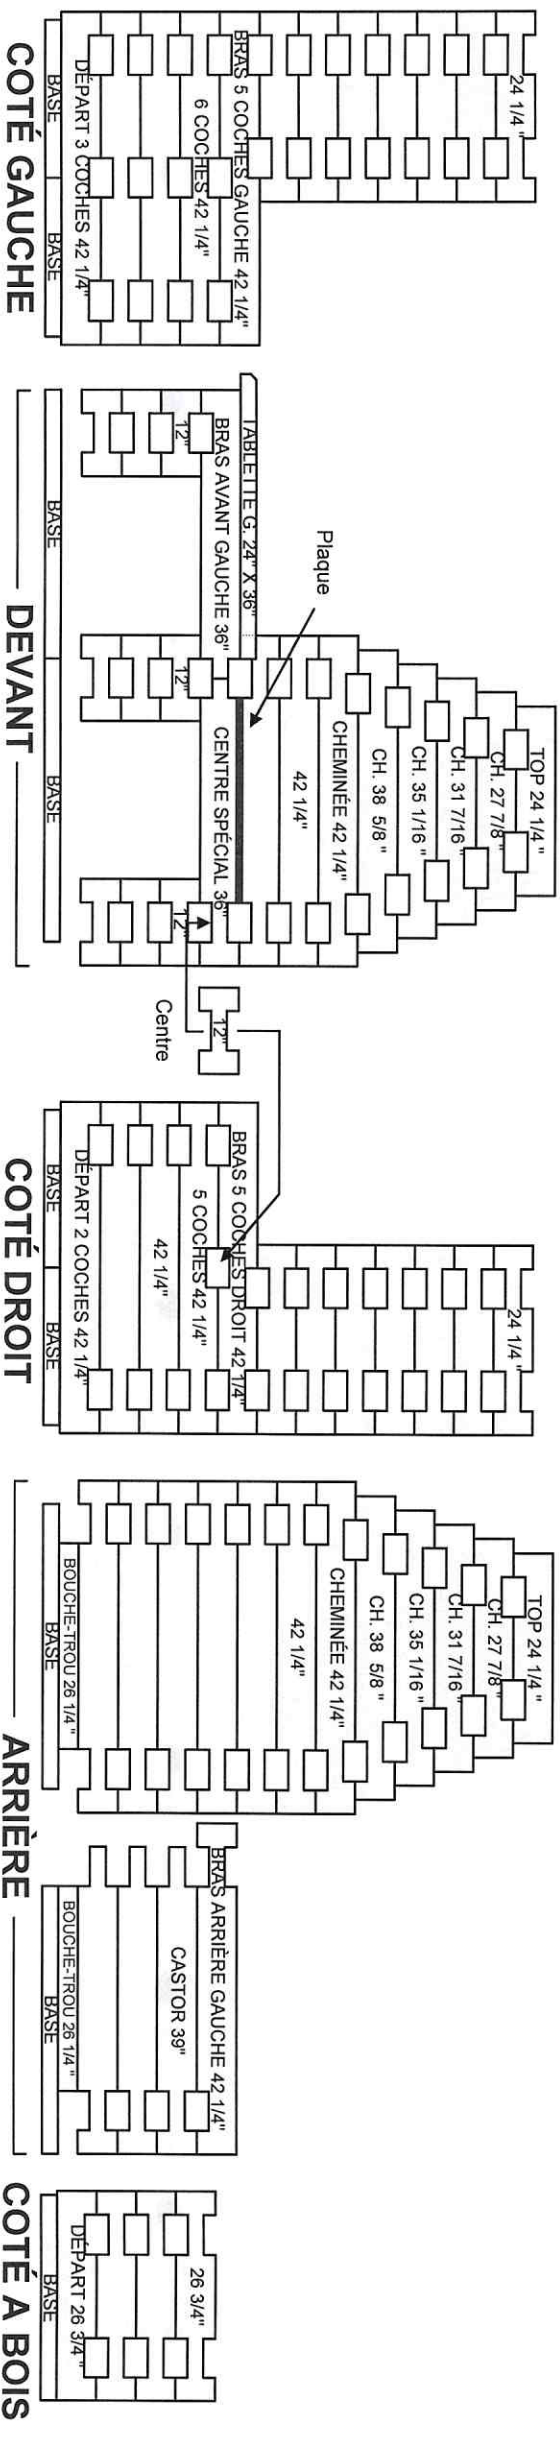 24 1/4 "
BRAS 5 COCHES GAUCHE 42 1/4"
6 COCHES 42 1/4"
DÉPART 3 COCHES 42 1/4"
BASE
BASE
COTÉ GAUCHE
Plaque
TOP 24 1/4 "
CH. 27 7/8 "
CH. 31 7/16 "
CH. 35 1/16 "
CH. 38 5/8 "
CHEMINÉE 42 1/4"
42 1/4"
TABLETTE G. 24" X 36"
BRAS AVANT GAUCHE 36"
CENTRE SPÉCIAL 36"
12"
12"
12"
BASE
BASE
DEVANT
12"
Centre
24 1/4 "
BRAS 5 COCHES DROIT 42 1/4"
5 COCHES 42 1/4"
42 1/4"
DÉPART 2 COCHES 42 1/4"
BASE
BASE
COTÉ DROIT
TOP 24 1/4 "
CH. 27 7/8 "
CH. 31 7/16 "
CH. 35 1/16 "
CH. 38 5/8 "
CHEMINÉE 42 1/4"
42 1/4"
BOUCHE-TROU 26 1/4 "
BASE
BRAS ARRIÈRE GAUCHE 42 1/4"
CASTOR 39"
BOUCHE-TROU 26 1/4 "
BASE
ARRIÈRE
26 3/4"
DÉPART 26 3/4 "
BASE
COTÉ A BOIS